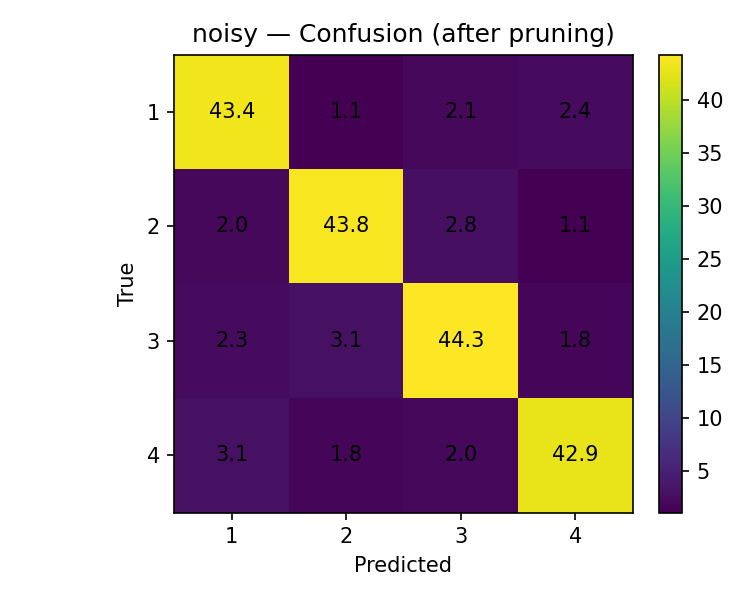 noisy — Confusion (after pruning)
1 43.4 1.1 2.1 2.4
2 2.0 43.8 2.8 1.1
3 2.3 3.1 44.3 1.8
4 3.1 1.8 2.0 42.9
1 2 3 4
Predicted
True
40
35
30
25
20
15
10
5